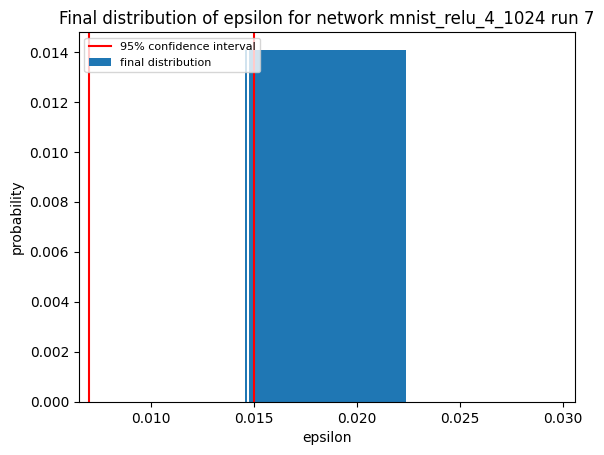 Final distribution of epsilon for network mnist_relu_4_1024 run 7
95% confidence interval
final distribution
0.014
0.012
0.010
0.008
0.006
0.004
0.002
0.000
probability
0.010
0.015
0.020
0.025
0.030
epsilon